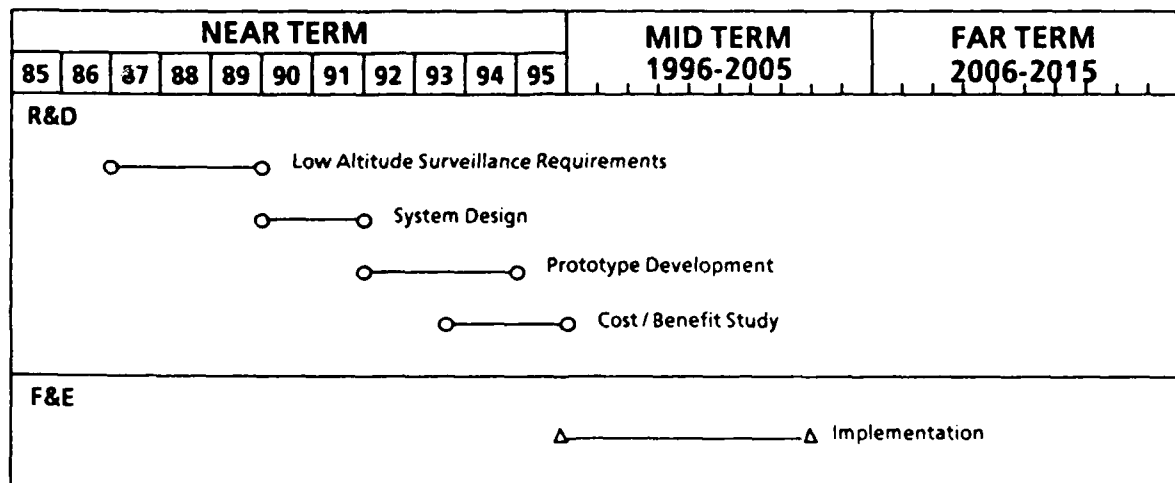 NEAR TERM
MID TERM
FAR TERM
85 86 87 88 89 90 91 92 93 94 95
1996-2005
2006-2015
R&D
Low Altitude Surveillance Requirements
System Design
Prototype Development
Cost / Benefit Study
F&E
Implementation